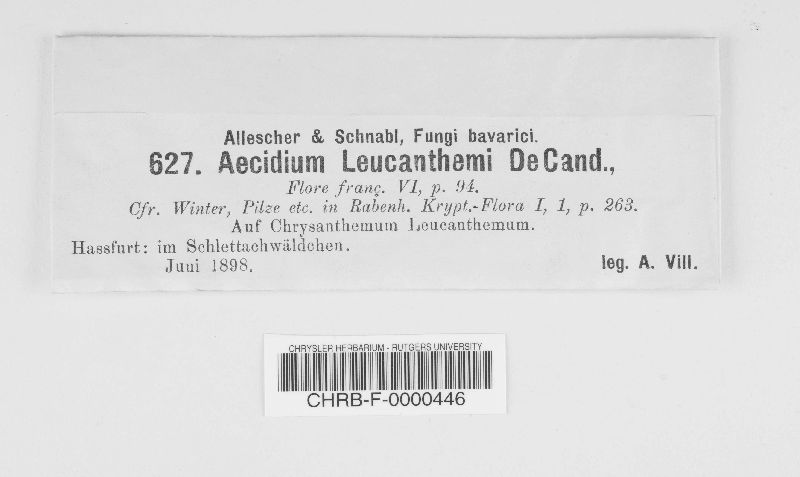 Allescher & Schnabl, Fungi bavarici.
627. Aecidium Leucanthemi DeCand.,
Flore franç. VI, p. 94.
Cfr. Winter, Pilze etc. in Rabenh. Krypt.-Flora I, 1, p. 263.
Auf Chrysanthemum Leucanthemum.
Hassfurt: im Schlettachwäldchen.
Juni 1898. leg. A. Vill.
CHRYSLER HERBARIUM - RUTGERS UNIVERSITY
CHRB-F-0000446